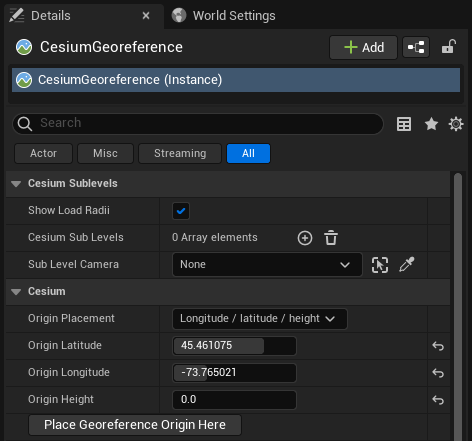 Details
World Settings
CesiumGeoreference
Add
CesiumGeoreference (Instance)
Search
Actor
Misc
Streaming
All
Cesium Sublevels
Show Load Radii
Cesium Sub Levels
0 Array elements
Sub Level Camera
None
Cesium
Origin Placement
Longitude / latitude / height
Origin Latitude
45.461075
Origin Longitude
-73.765021
Origin Height
0.0
Place Georeference Origin Here